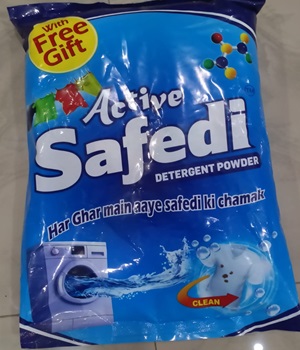 With
Free
Gift
Active
Safedi
DETERGENT POWDER
Har Ghar main aaye safedi ki chamak
CLEAN